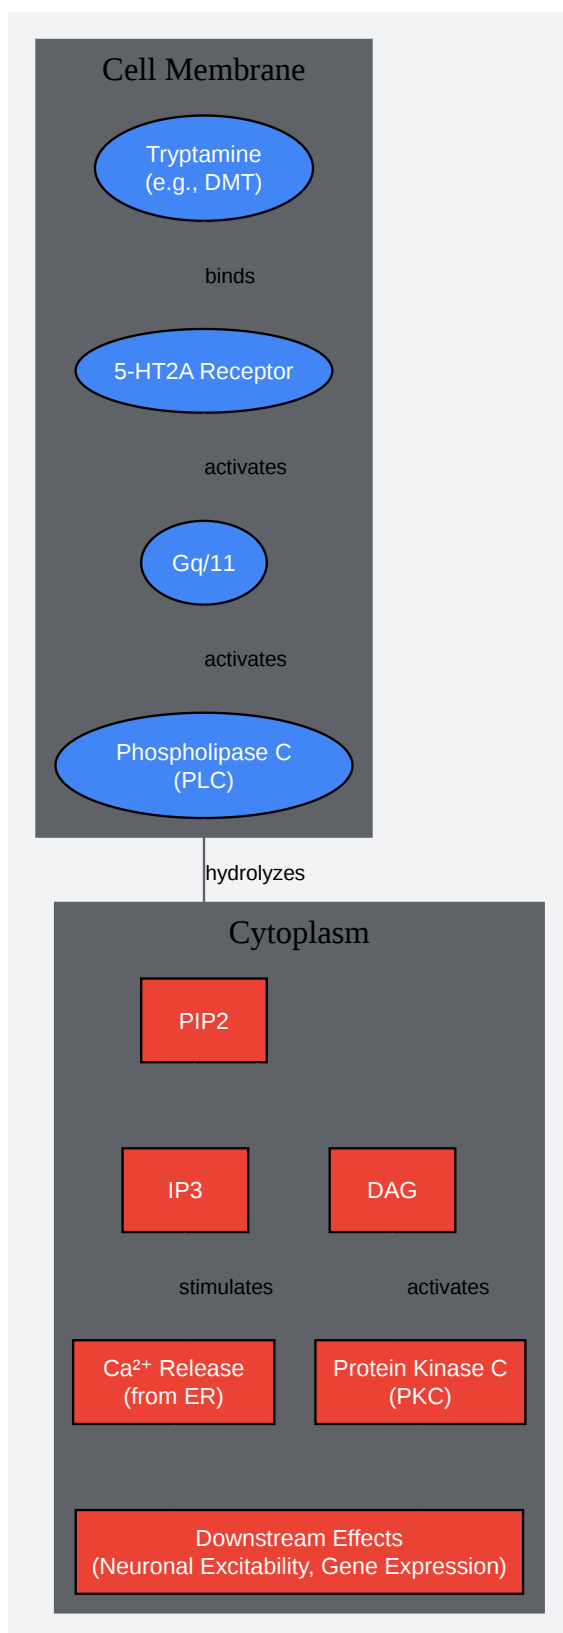 Cell Membrane
Tryptamine
(e.g., DMT)
binds
5-HT2A Receptor
activates
Gq/11
activates
Phospholipase C
(PLC)
hydrolyzes
Cytoplasm
PIP2
IP3
DAG
stimulates
activates
Ca²⁺ Release
(from ER)
Protein Kinase C
(PKC)
Downstream Effects
(Neuronal Excitability, Gene Expression)